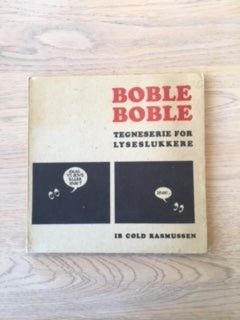 BOBLE
BOBLE
TEGNESERIE FOR
LYSESLUKKERE
IB COLD RASMUSSEN